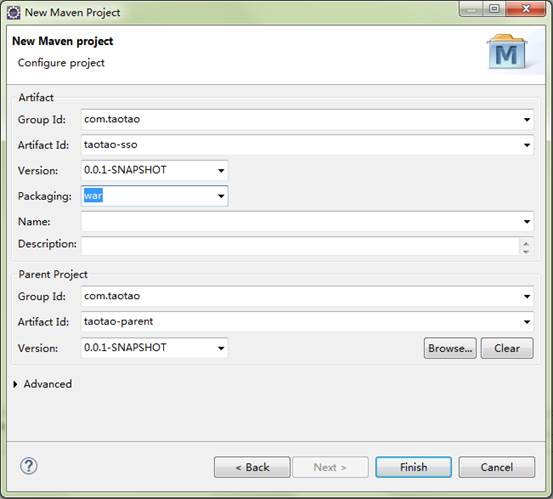 New Maven Project
New Maven project
Configure project
M
Artifact
Group Id: com.taotao
Artifact Id: taotao-sso
Version: 0.0.1-SNAPSHOT
Packaging: war
Name:
Description:
Parent Project
Group Id: com.taotao
Artifact Id: taotao-parent
Version: 0.0.1-SNAPSHOT Browse... Clear
Advanced
? < Back Next > Finish Cancel